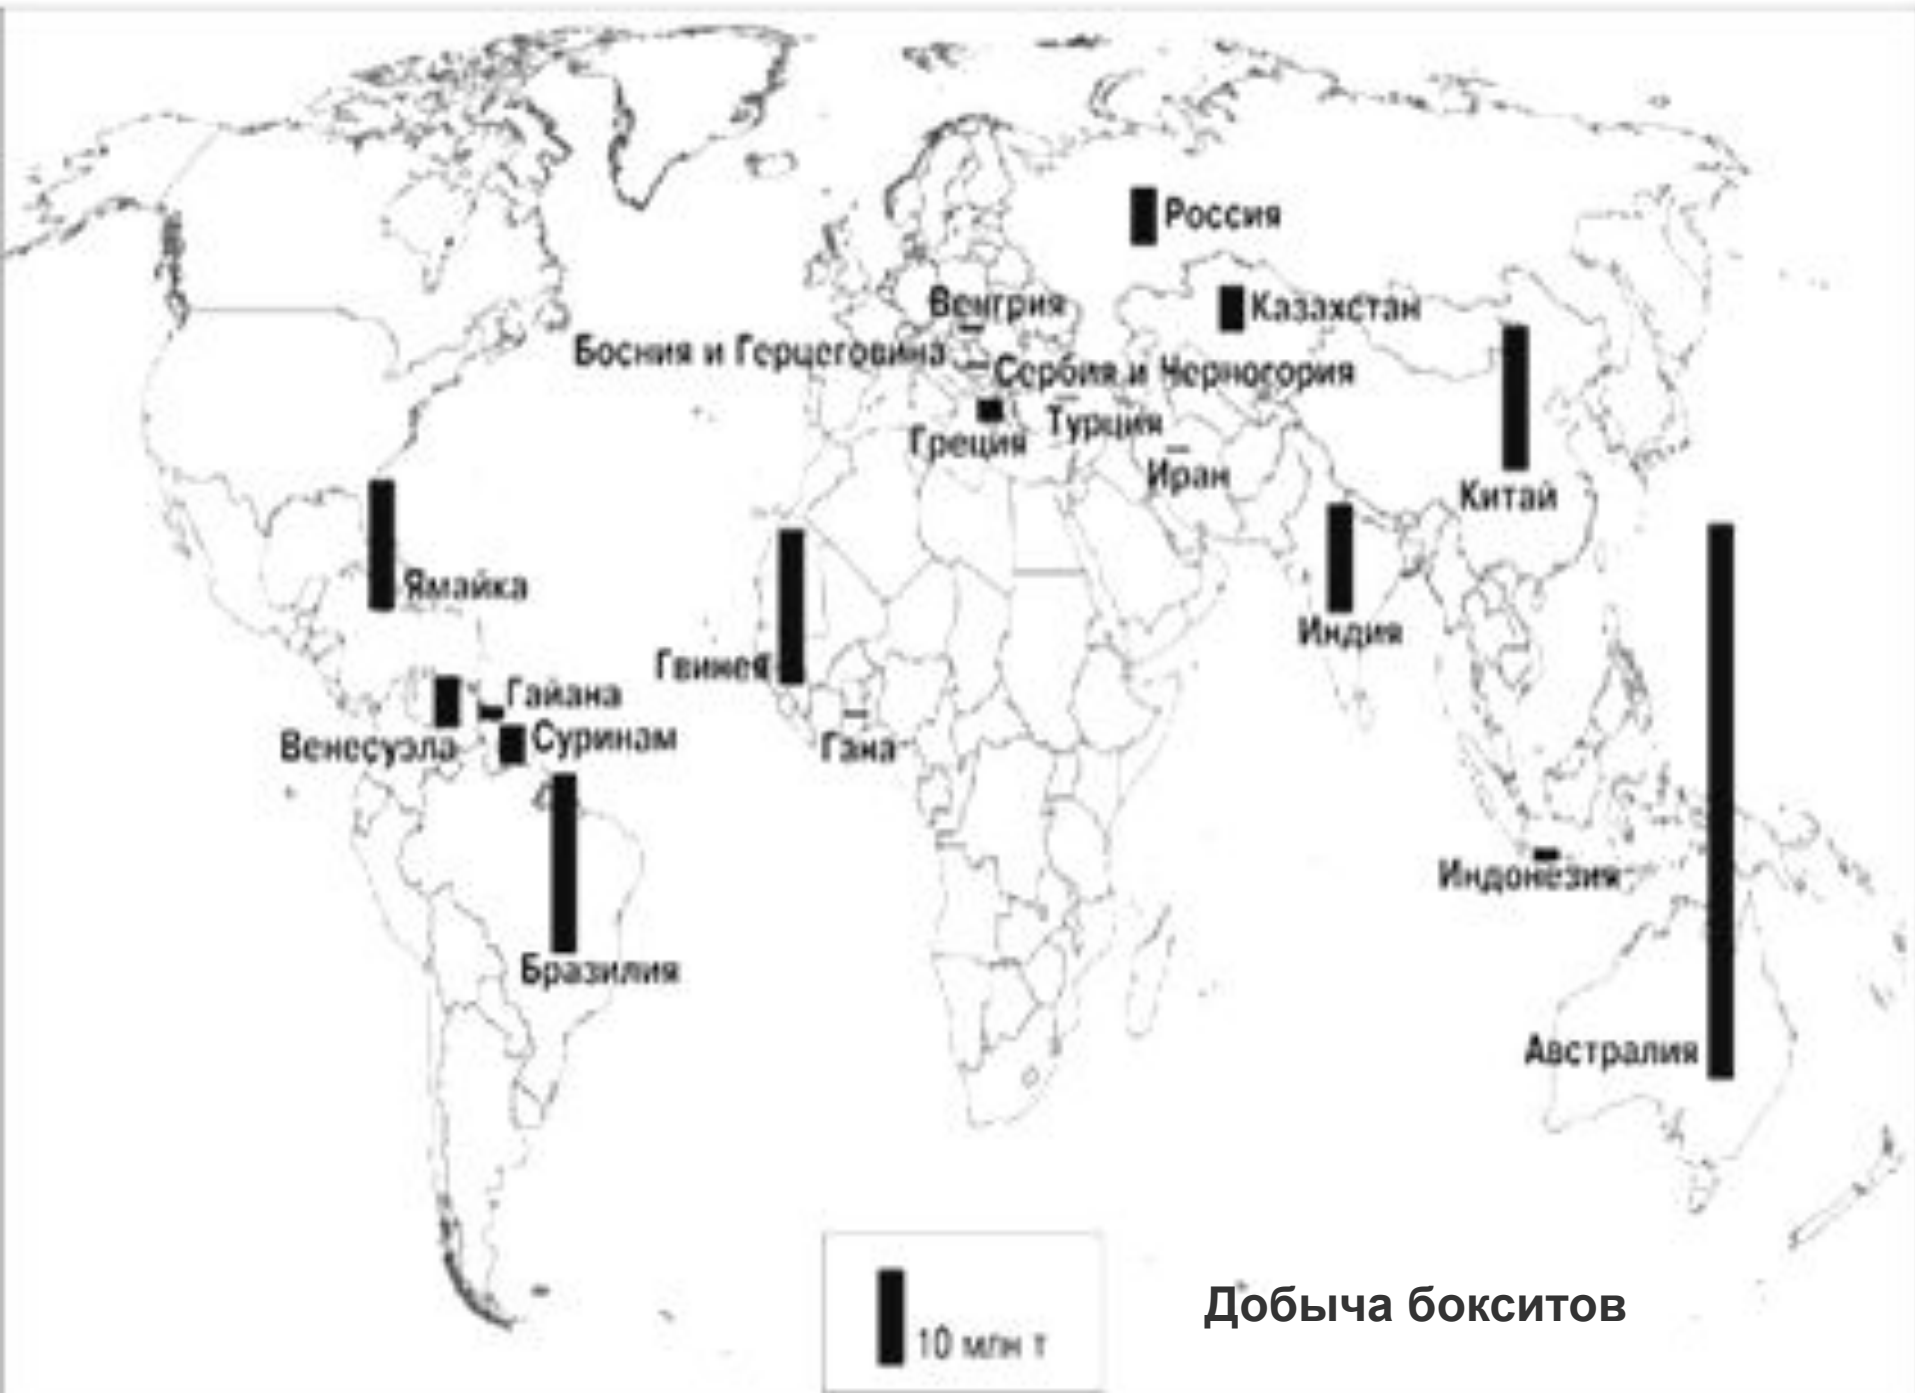 Россия
Венгрия
Казахстан
Босния и Герцеговина
Сербия и Черногория
Турция
Греция
Иран
Китай
Ямайка
Индия
Гвинея
Гайана
Венесуэла
Суринам
Гана
Индонезия
Бразилия
Австралия
10 млн т
Добыча бокситов